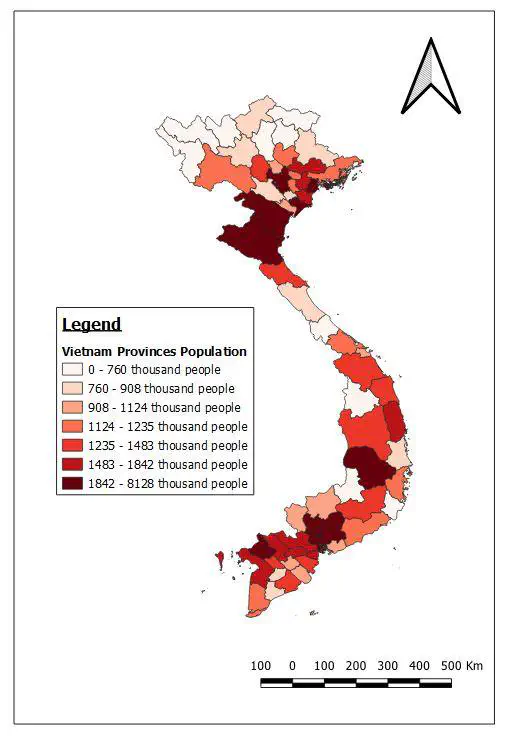 Legend
Vietnam Provinces Population
0 - 760 thousand people
760 - 908 thousand people
908 - 1124 thousand people
1124 - 1235 thousand people
1235 - 1483 thousand people
1483 - 1842 thousand people
1842 - 8128 thousand people
100 0 100 200 300 400 500 Km